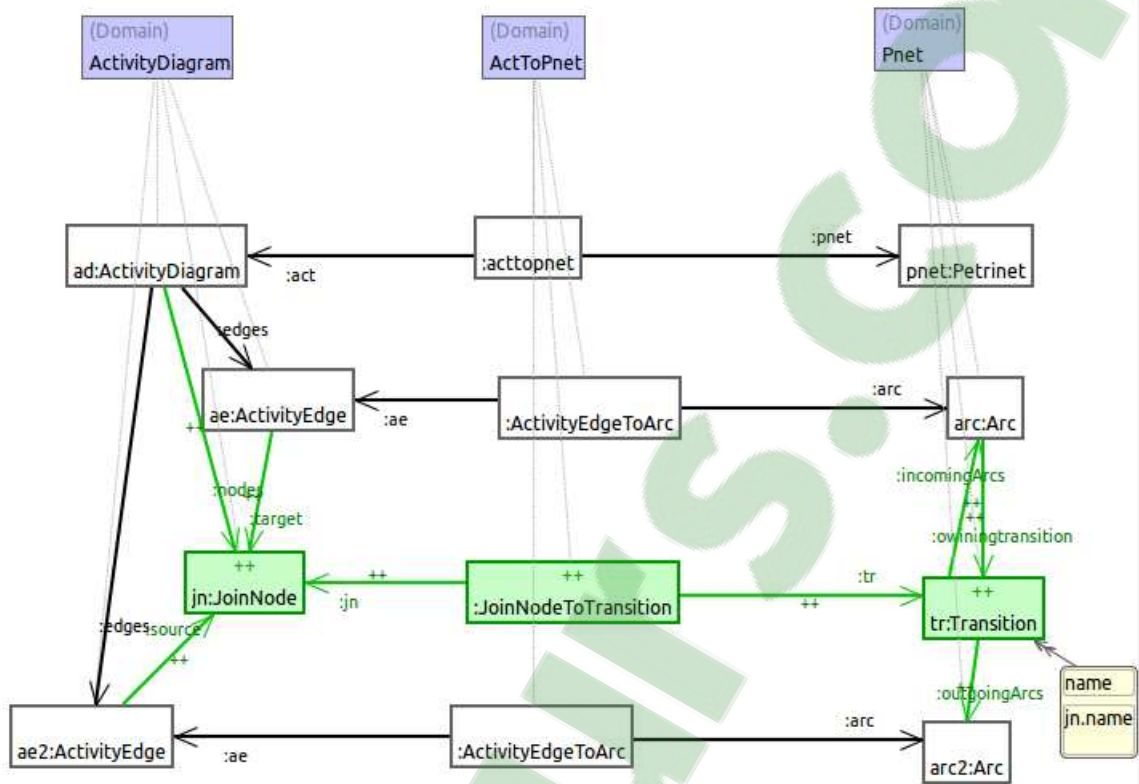 (Domain)
ActivityDiagram
(Domain)
ActToPnet
(Domain)
Pnet
ad:ActivityDiagram
:act
:acttopnet
:pnet
pnet:Petrinet
:edges
ae:ActivityEdge
:ae
:ActivityEdgeToArc
:arc
arc:Arc
++
:nodes
++
:target
:incomingArcs
++
++
:owiningtransition
++
jn:JoinNode
++
:jn
++
:JoinNodeToTransition
:tr
++
++
tr:Transition
:edges
:source
++
:outgoingArcs
name
jn.name
ae2:ActivityEdge
:ae
:ActivityEdgeToArc
:arc
arc2:Arc